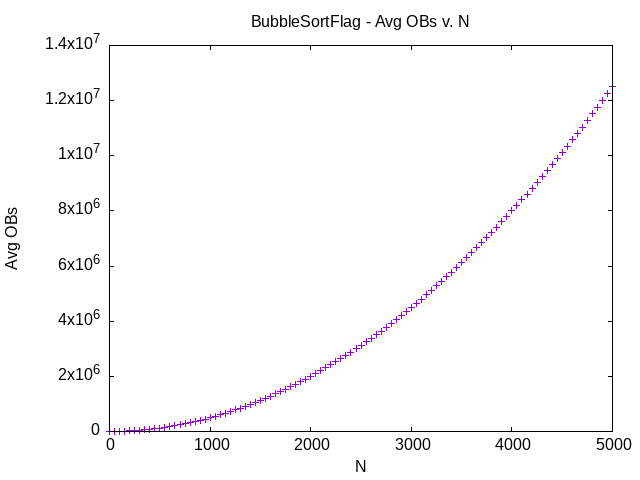 BubbleSortFlag - Avg OBs v. N
1.4x10^7
1.2x10^7
1x10^7
8x10^6
6x10^6
4x10^6
2x10^6
0
Avg OBs
0 1000 2000 3000 4000 5000
N